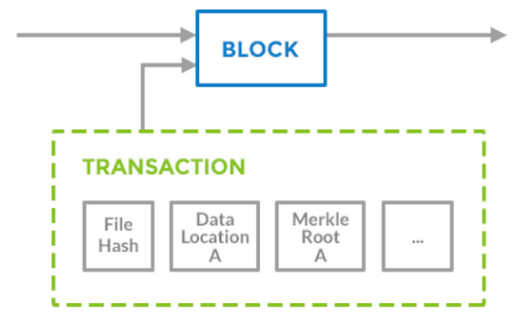 BLOCK
TRANSACTION
File
Hash
Data
Location
A
Merkle
Root
A
...